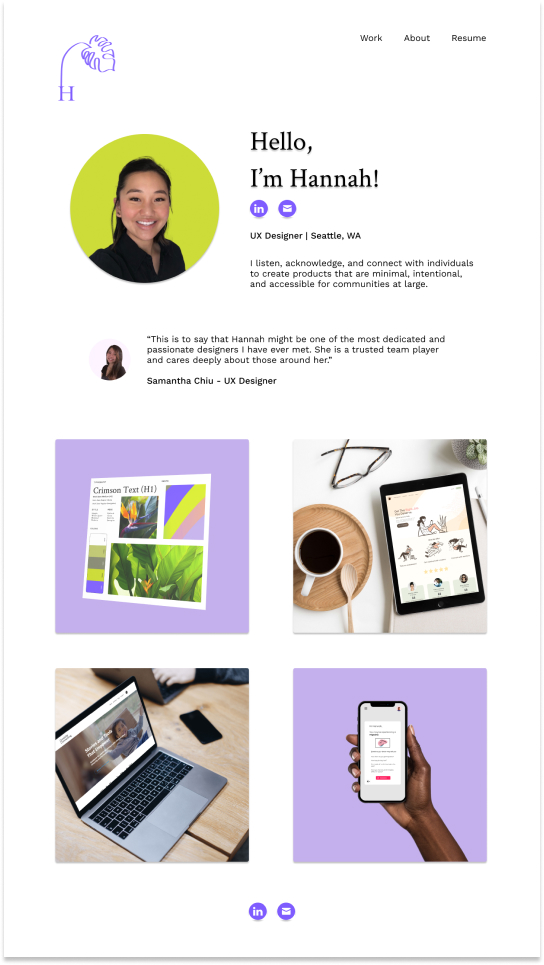 Work About Resume
H
Hello,
I'm Hannah!
in
UX Designer | Seattle, WA
I listen, acknowledge, and connect with individuals
to create products that are minimal, intentional,
and accessible for communities at large.
“This is to say that Hannah might be one of the most dedicated and
passionate designers I have ever met. She is a trusted team player
and cares deeply about those around her.”
Samantha Chiu - UX Designer
Crimson Text (H1)
in